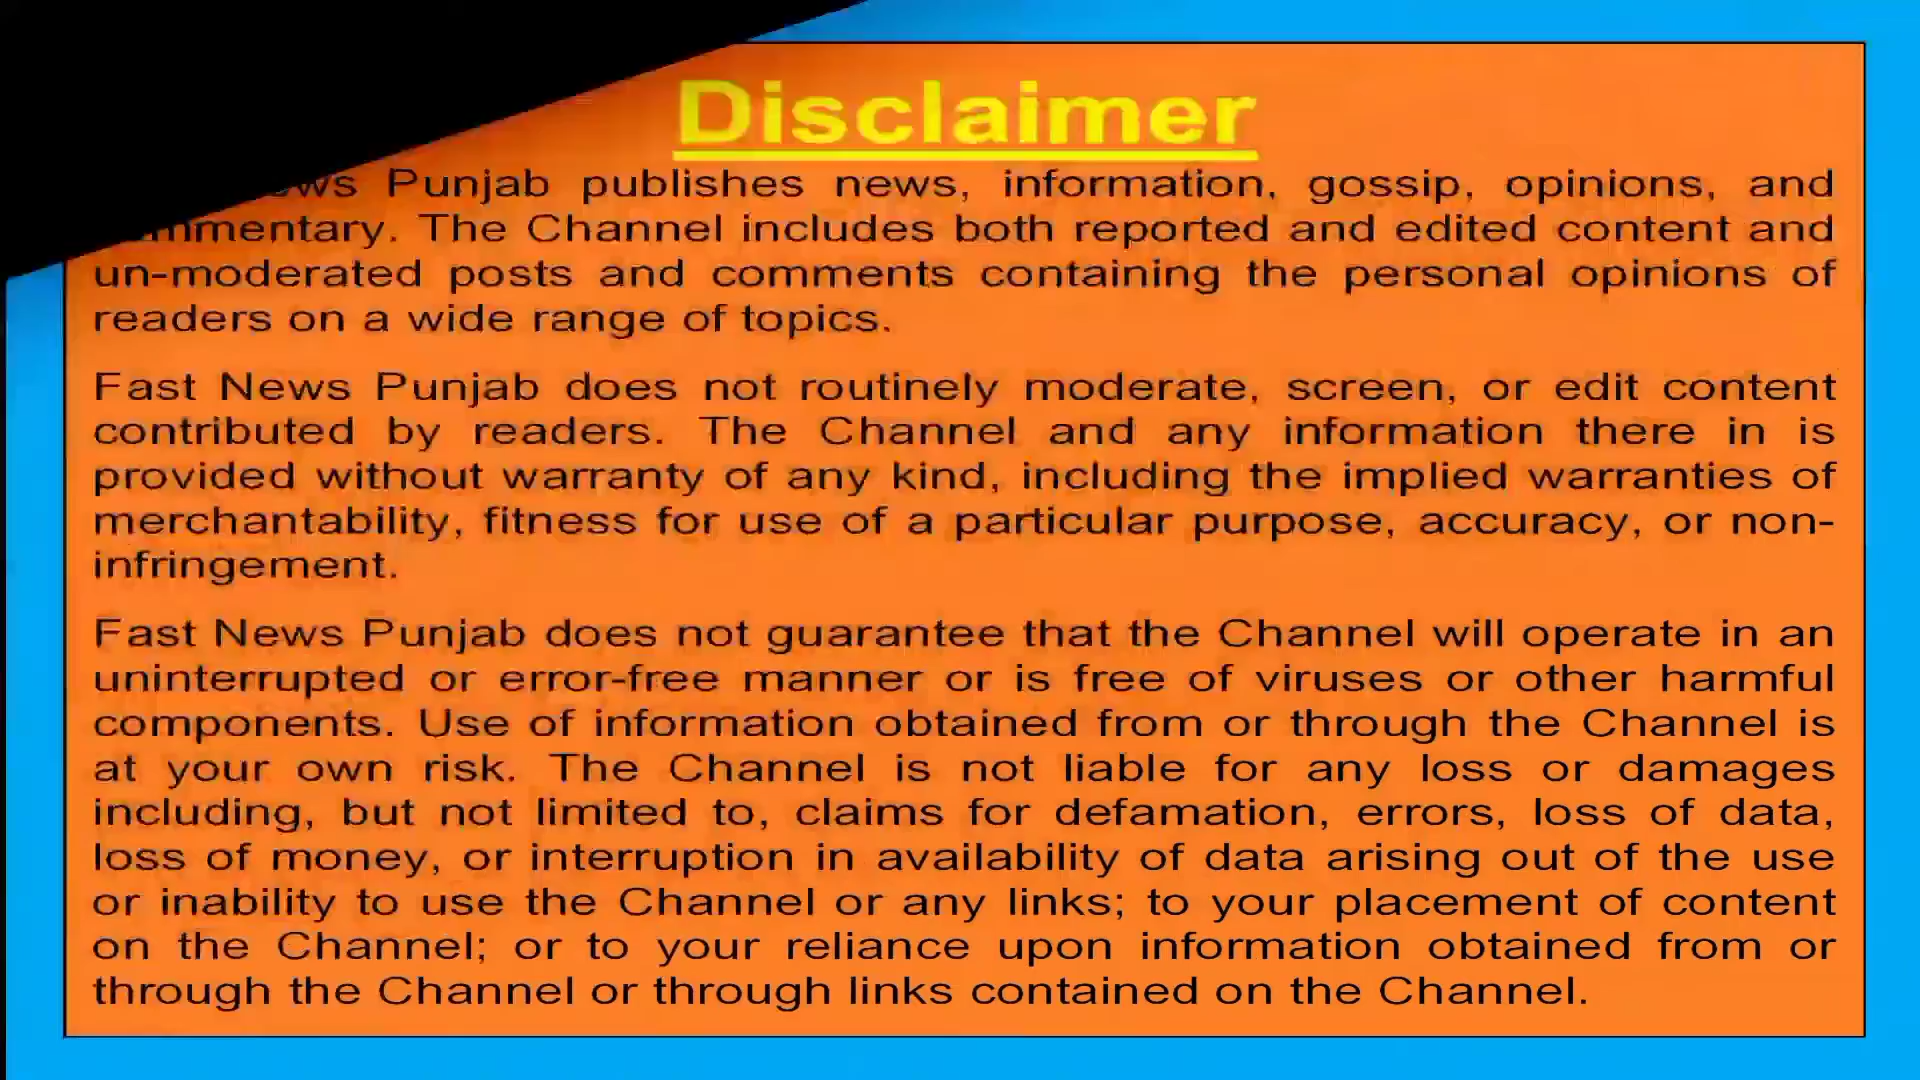 Disclaimer
Punjab publishes news, information, gossip, opinions, and
The Channel includes both reported and edited content and
un-moderated posts and comments containing the personal opinions of
readers on a wide range of topics.
Fast News Punjab does not routinely moderate, screen, or edit content
contributed by readers. The Channel and any information there in is
provided without warranty of any kind, including the implied warranties of
merchantability, fitness for use of a particular purpose, accuracy, or non-
infringement.
Fast News Punjab does not guarantee that the Channel will operate in an
uninterrupted or error-free manner or is free of viruses or other harmful
components. Use of information obtained from or through the Channel is
at your own risk. The Channel is not liable for any loss or damages
including, but not limited to, claims for defamation, errors, loss of data,
loss of money, or interruption in availability of data arising out of the use
or inability to use the Channel or any links; to your placement of content
on the Channel; or to your reliance upon information obtained from or
through the Channel or through links contained on the Channel.